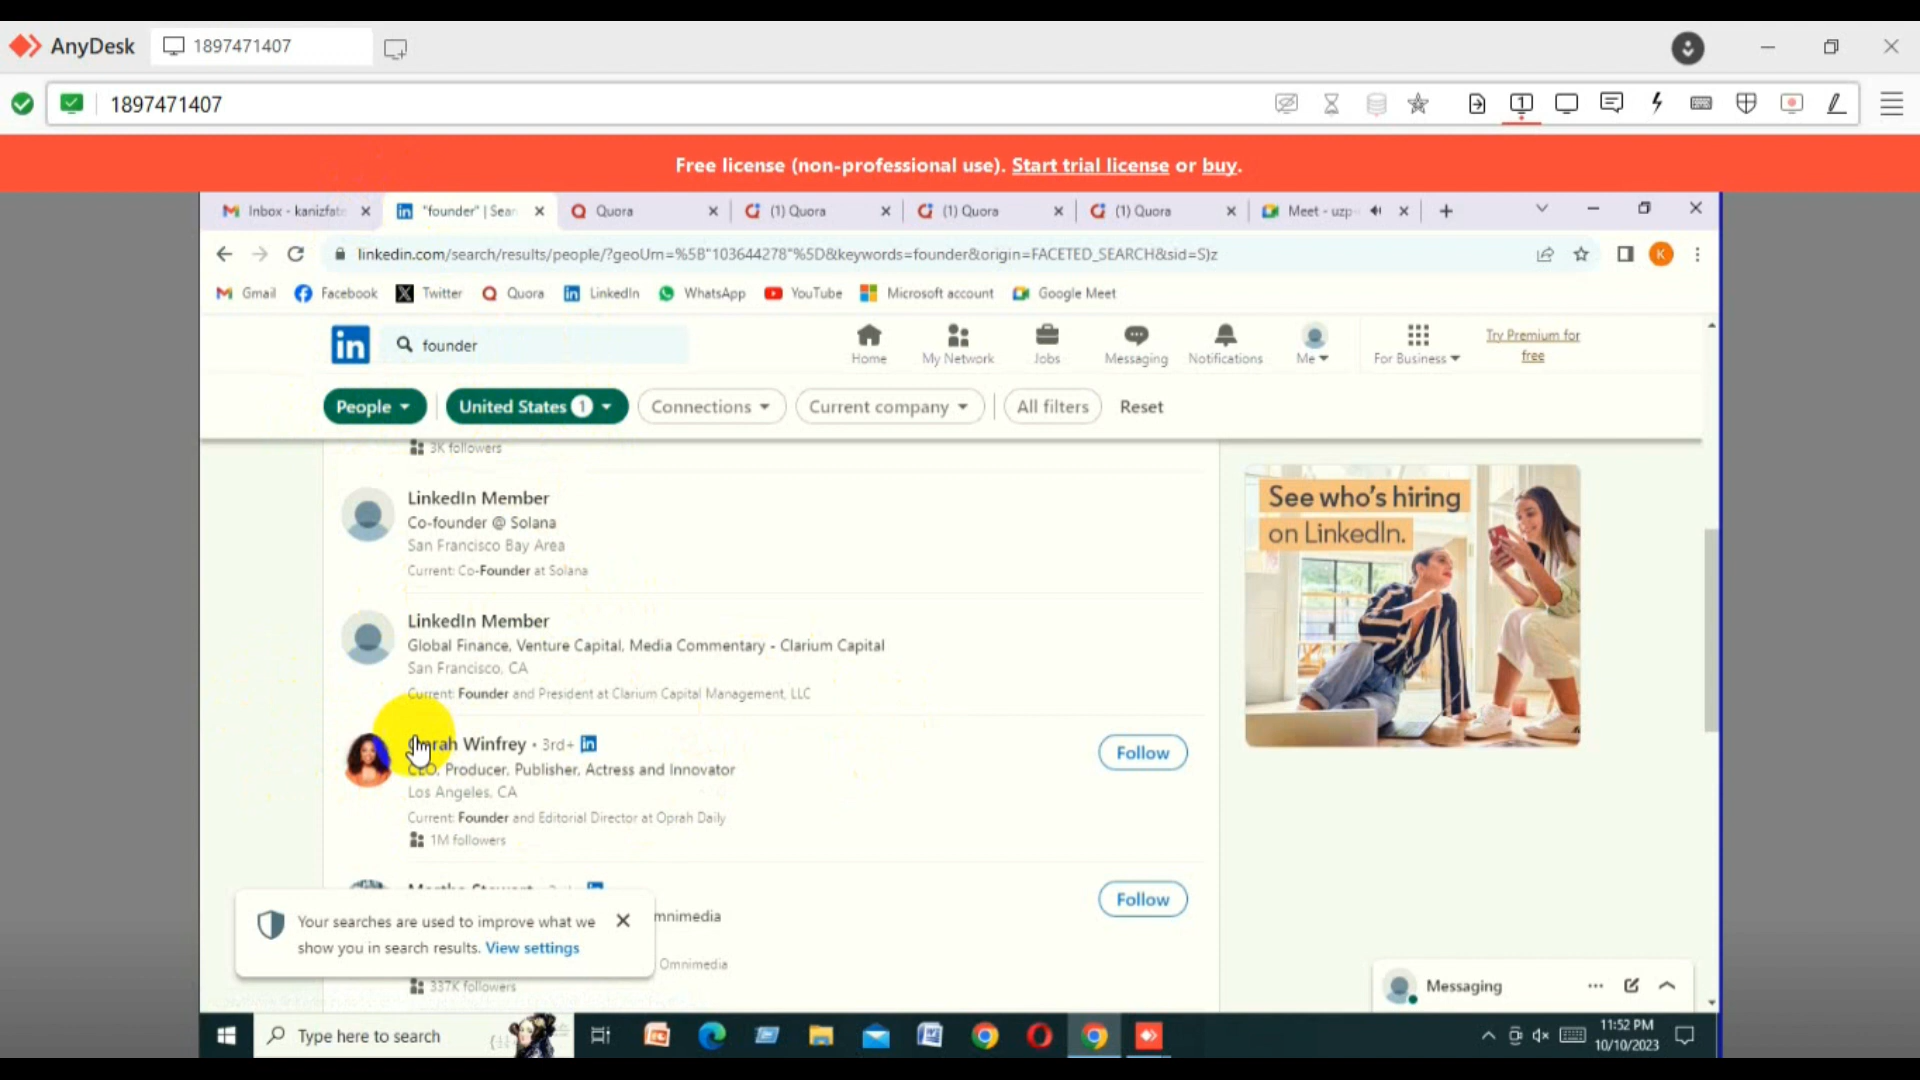 AnyDesk
1897471407
1897471407
Free license (non-professional use). Start trial license or buy.
Inbox - kanizfat
"founder" | Sear
Quora
(1) Quora
(1) Quora
(1) Quora
Meet - uzp
linkedin.com/search/results/people/?geoUrn=%5B"103644278"%5D&keywords=founder&origin=FACETED_SEARCH&sid=S)z
K
Gmail
Facebook
Twitter
Quora
LinkedIn
WhatsApp
YouTube
Microsoft account
Google Meet
in
founder
Home
My Network
Jobs
Messaging
Notifications
Me
For Business
Try Premium for
free
People
United States 1
Connections
Current company
All filters
Reset
3K followers
LinkedIn Member
Co-founder @ Solana
San Francisco Bay Area
Current: Co-Founder at Solana
LinkedIn Member
Global Finance, Venture Capital, Media Commentary - Clarium Capital
San Francisco, CA
Current: Founder and President at Clarium Capital Management, LLC
Oprah Winfrey • 3rd+ in
CEO, Producer, Publisher, Actress and Innovator
Los Angeles, CA
Current: Founder and Editorial Director at Oprah Daily
1M followers
Follow
Follow
mnimedia
Omnimedia
337K followers
Your searches are used to improve what we
show you in search results. View settings
See who's hiring
on LinkedIn.
Messaging
Type here to search
11:52 PM
10/10/2023